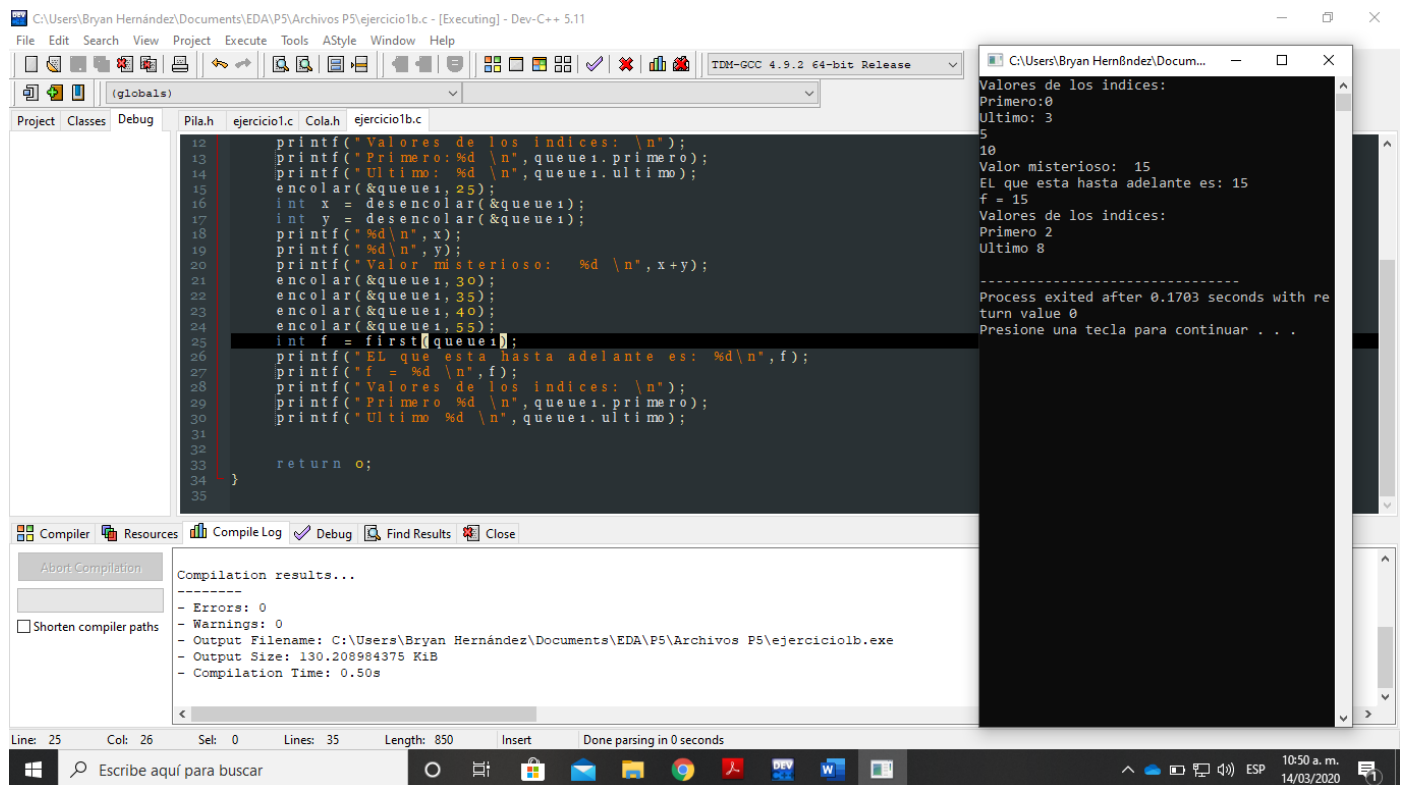 C:\Users\Bryan Hernández\Documents\EDA\P5\Archivos P5\ejercicio1b.c - [Executing] - Dev-C++ 5.11
File Edit Search View Project Execute Tools AStyle Window Help
TDM-GCC 4.9.2 64-bit Release
(globals)
Project Classes Debug
Pila.h ejercicio1.c Cola.h ejercicio1b.c
12 printf("Valores de los indices: \n");
13 printf("Primero:%d \n",queue1.primero);
14 printf("Ultimo: %d \n",queue1.ultimo);
15 encolar(&queue1,25);
16 int x = desencolar(&queue1);
17 int y = desencolar(&queue1);
18 printf("%d\n",x);
19 printf("%d\n",y);
20 printf("Valor misterioso:  %d \n",x+y);
21 encolar(&queue1,30);
22 encolar(&queue1,35);
23 encolar(&queue1,40);
24 encolar(&queue1,55);
25 int f = first(queue1);
26 printf("EL que esta hasta adelante es: %d\n",f);
27 printf("f = %d \n",f);
28 printf("Valores de los indices: \n");
29 printf("Primero %d \n",queue1.primero);
30 printf("Ultimo %d \n",queue1.ultimo);
31
32
33 return 0;
34 }
35
C:\Users\Bryan Hernßndez\Docum...
Valores de los indices:
Primero:0
Ultimo: 3
5
10
Valor misterioso:  15
EL que esta hasta adelante es: 15
f = 15
Valores de los indices:
Primero 2
Ultimo 8
--------------------------------
Process exited after 0.1703 seconds with re
turn value 0
Presione una tecla para continuar . . .
Compiler Resources Compile Log Debug Find Results Close
Abort Compilation
Shorten compiler paths
Compilation results...
--------
- Errors: 0
- Warnings: 0
- Output Filename: C:\Users\Bryan Hernández\Documents\EDA\P5\Archivos P5\ejercicio1b.exe
- Output Size: 130.208984375 KiB
- Compilation Time: 0.50s
Line: 25 Col: 26 Sel: 0 Lines: 35 Length: 850 Insert Done parsing in 0 seconds
Escribe aquí para buscar
DEV
W
ESP
10:50 a. m.
14/03/2020
1